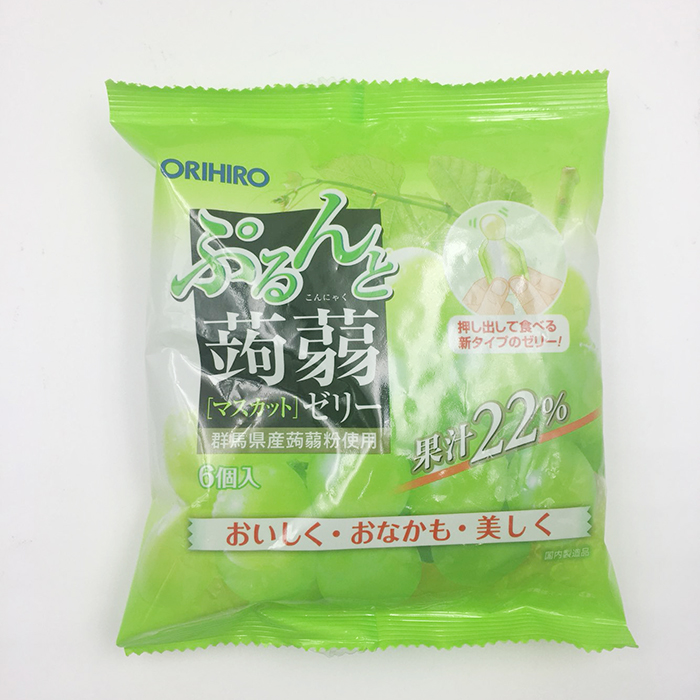 ORIHIRO
ぷるんと
こんにゃく
蒟蒻
[マスカット]ゼリー
群馬県産蒟蒻粉使用
6個入
押し出して食べる
新タイプのゼリー!
果汁22%
おいしく・おなかも・美しく
国内製造品